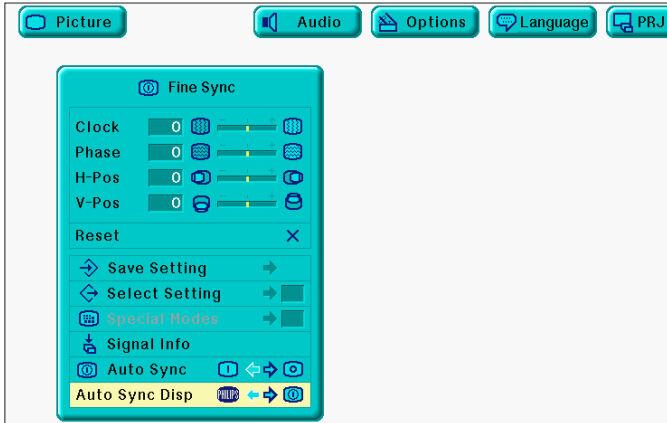 Picture
Audio
Options
Language
PRJ
Fine Sync
Clock 0
Phase 0
H-Pos 0
V-Pos 0
Reset
Save Setting
Select Setting
Special Modes
Signal Info
Auto Sync
Auto Sync Disp PHILIPS